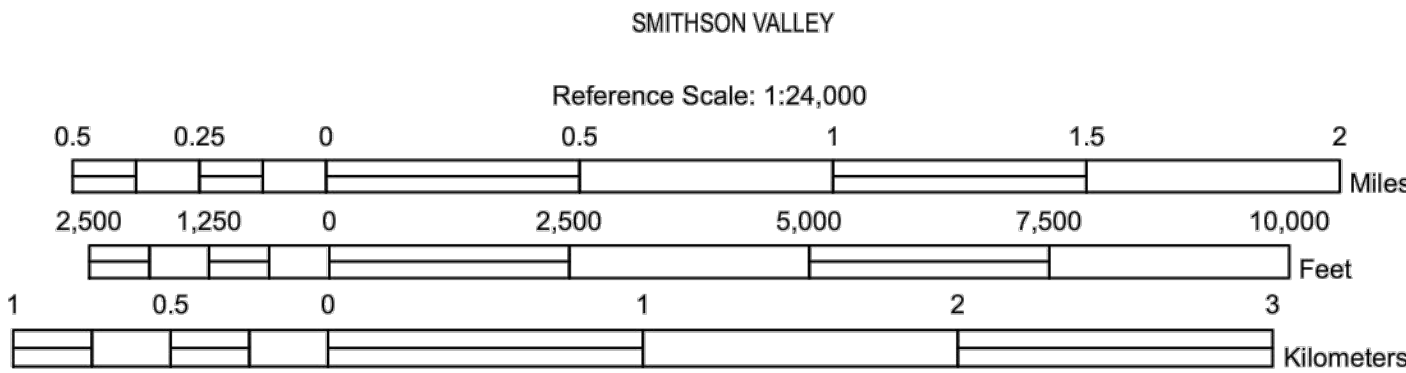 SMITHSON VALLEY
Reference Scale: 1:24,000
0.5 0.25 0 0.5 1 1.5 2
Miles
2,500 1,250 0 2,500 5,000 7,500 10,000
Feet
1 0.5 0 1 2 3
Kilometers